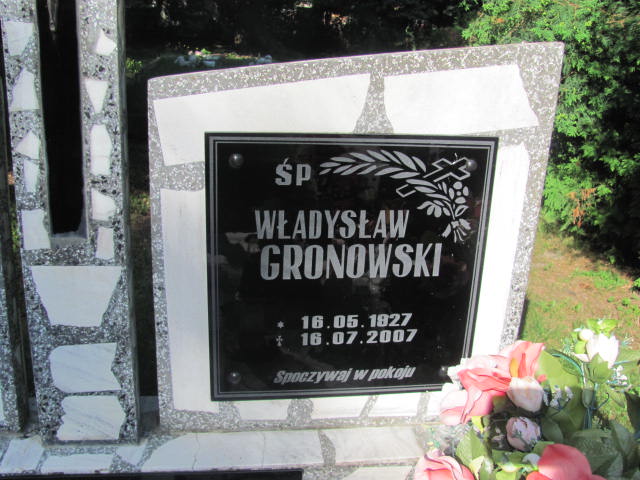 ŚP
WŁADYSŁAW
GRONOWSKI
* 16.05.1927
† 16.07.2007
Spoczywaj w pokoju